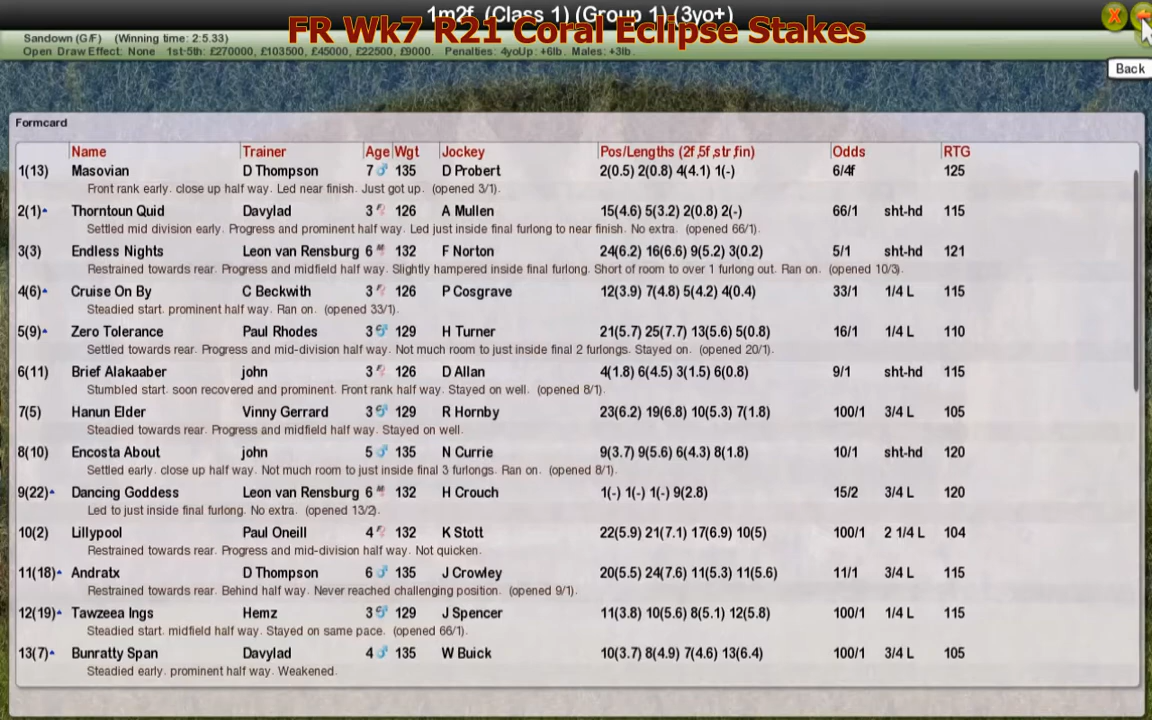 1m2f. (Class 1) (Group 1) (3yo+)
FR Wk7 R21 Coral Eclipse Stakes
Sandown (G/F) (Winning time: 2:5.33)
Open Draw Effect: None 1st-5th: £270000, £103500, £45000, £22500, £9000. Penalties: 4yoUp: +6lb. Males: +3lb.
Back
Formcard
Name Trainer Age Wgt Jockey Pos/Lengths (2f,5f,str,fin) Odds RTG
1(13) Masovian D Thompson 7 135 D Probert 2(0.5) 2(0.8) 4(4.1) 1(-) 6/4f 125
Front rank early. close up half way. Led near finish. Just got up. (opened 3/1).
2(1) Thorntoun Quid Davylad 3 126 A Mullen 15(4.6) 5(3.2) 2(0.8) 2(-) 66/1 sht-hd 115
Settled mid division early. Progress and prominent half way. Led just inside final furlong to near finish. No extra. (opened 66/1).
3(3) Endless Nights Leon van Rensburg 6 132 F Norton 24(6.2) 16(6.6) 9(5.2) 3(0.2) 5/1 sht-hd 121
Restrained towards rear. Progress and midfield half way. Slightly hampered inside final furlong. Short of room to over 1 furlong out. Ran on. (opened 10/3).
4(6) Cruise On By C Beckwith 3 126 P Cosgrave 12(3.9) 7(4.8) 5(4.2) 4(0.4) 33/1 1/4 L 115
Steadied start. prominent half way. Ran on. (opened 33/1).
5(9) Zero Tolerance Paul Rhodes 3 129 H Turner 21(5.7) 25(7.7) 13(5.6) 5(0.8) 16/1 1/4 L 110
Settled towards rear. Progress and mid-division half way. Not much room to just inside final 2 furlongs. Stayed on. (opened 20/1).
6(11) Brief Alakaaber john 3 126 D Allan 4(1.8) 6(4.5) 3(1.5) 6(0.8) 9/1 sht-hd 115
Stumbled start. soon recovered and prominent. Front rank half way. Stayed on well. (opened 8/1).
7(5) Hanun Elder Vinny Gerrard 3 129 R Hornby 23(6.2) 19(6.8) 10(5.3) 7(1.8) 100/1 3/4 L 105
Steadied towards rear. Progress and midfield half way. Stayed on well.
8(10) Encosta About john 5 135 N Currie 9(3.7) 9(5.6) 6(4.3) 8(1.8) 10/1 sht-hd 120
Settled early. close up half way. Not much room to just inside final 3 furlongs. Ran on. (opened 8/1).
9(22) Dancing Goddess Leon van Rensburg 6 132 H Crouch 1(-) 1(-) 1(-) 9(2.8) 15/2 3/4 L 120
Led to just inside final furlong. No extra. (opened 13/2).
10(2) Lillypool Paul Oneill 4 132 K Stott 22(5.9) 21(7.1) 17(6.9) 10(5) 100/1 2 1/4 L 104
Restrained towards rear. Progress and mid-division half way. Not quicken.
11(18) Andratx D Thompson 6 135 J Crowley 20(5.5) 24(7.6) 11(5.3) 11(5.6) 11/1 3/4 L 115
Restrained towards rear. Behind half way. Never reached challenging position. (opened 9/1).
12(19) Tawzeea Ings Hemz 3 129 J Spencer 11(3.8) 10(5.6) 8(5.1) 12(5.8) 100/1 1/4 L 115
Steadied start. midfield half way. Stayed on same pace. (opened 66/1).
13(7) Bunratty Span Davylad 4 135 W Buick 10(3.7) 8(4.9) 7(4.6) 13(6.4) 100/1 3/4 L 105
Steadied early. prominent half way. Weakened.